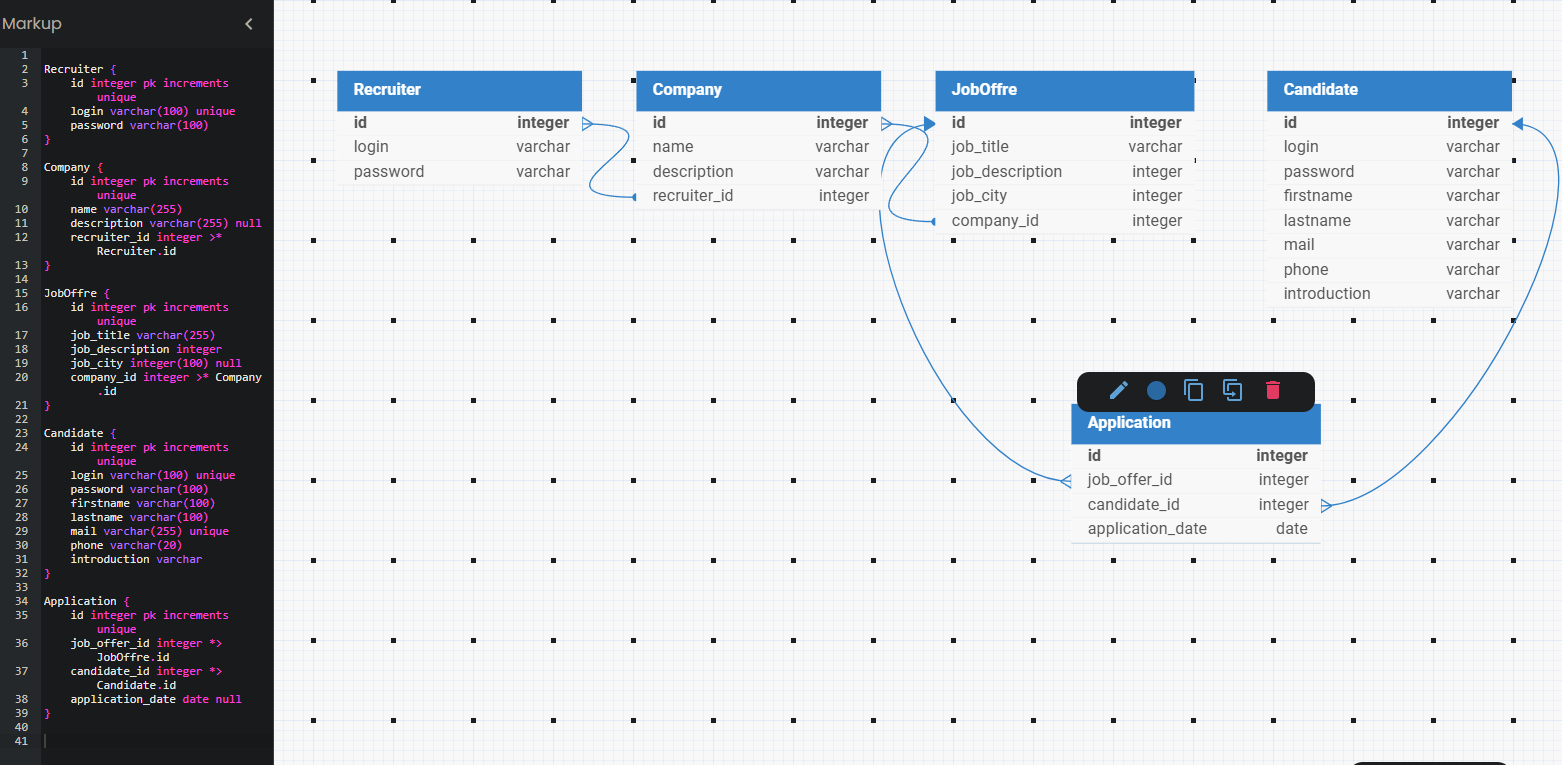 Markup
1
2 Recruiter {
3 id integer pk increments
unique
4 login varchar(100) unique
5 password varchar(100)
6 }
7
8 Company {
9 id integer pk increments
unique
10 name varchar(255)
11 description varchar(255) null
12 recruiter_id integer >*
Recruiter.id
13 }
14
15 JobOffre {
16 id integer pk increments
unique
17 job_title varchar(255)
18 job_description integer
19 job_city integer(100) null
20 company_id integer >* Company
.id
21 }
22
23 Candidate {
24 id integer pk increments
unique
25 login varchar(100) unique
26 password varchar(100)
27 firstname varchar(100)
28 lastname varchar(100)
29 mail varchar(255) unique
30 phone varchar(20)
31 introduction varchar
32 }
33
34 Application {
35 id integer pk increments
unique
36 job_offer_id integer *>
JobOffre.id
37 candidate_id integer *>
Candidate.id
38 application_date date null
39 }
40
41
Recruiter
id integer
login varchar
password varchar
Company
id integer
name varchar
description varchar
recruiter_id integer
JobOffre
id integer
job_title varchar
job_description integer
job_city integer
company_id integer
Candidate
id integer
login varchar
password varchar
firstname varchar
lastname varchar
mail varchar
phone varchar
introduction varchar
Application
id integer
job_offer_id integer
candidate_id integer
application_date date